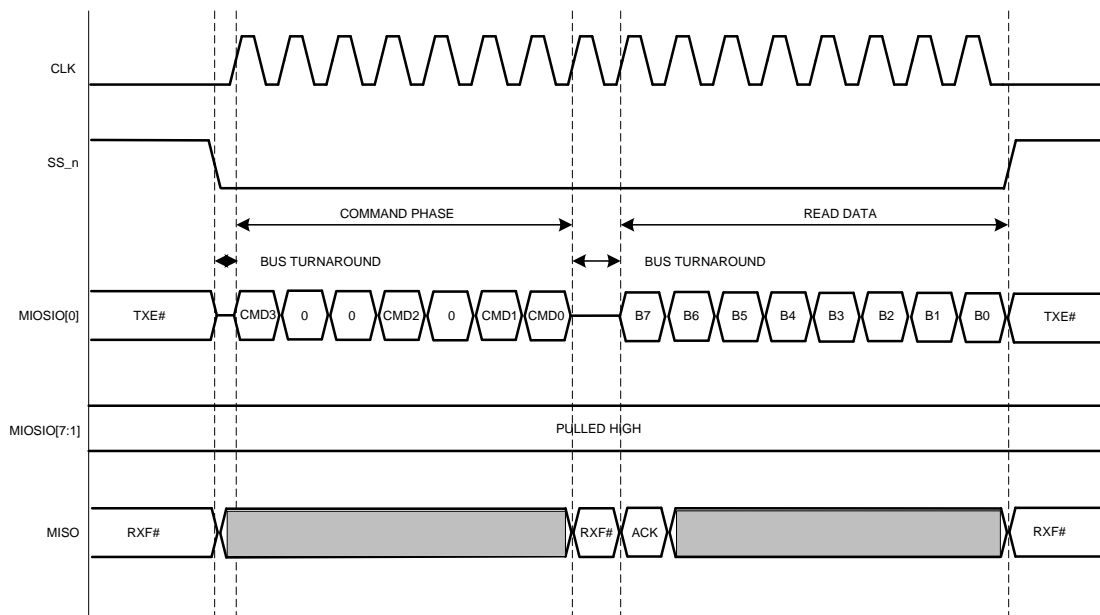 CLK
SS_n
COMMAND PHASE READ DATA
BUS TURNAROUND BUS TURNAROUND
MIOSIO[0] TXE# CMD3 0 0 CMD2 0 CMD1 CMD0 B7 B6 B5 B4 B3 B2 B1 B0 TXE#
MIOSIO[7:1] PULLED HIGH
MISO RXF# RXF# ACK RXF#